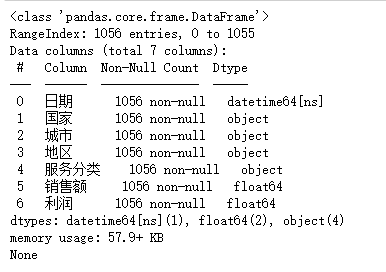 <class 'pandas.core.frame.DataFrame'>
RangeIndex: 1056 entries, 0 to 1055
Data columns (total 7 columns):
 #   Column  Non-Null Count  Dtype
---  ------  --------------  -----
 0   日期      1056 non-null   datetime64[ns]
 1   国家      1056 non-null   object
 2   城市      1056 non-null   object
 3   地区      1056 non-null   object
 4   服务分类    1056 non-null   object
 5   销售额     1056 non-null   float64
 6   利润      1056 non-null   float64
dtypes: datetime64[ns](1), float64(2), object(4)
memory usage: 57.9+ KB
None